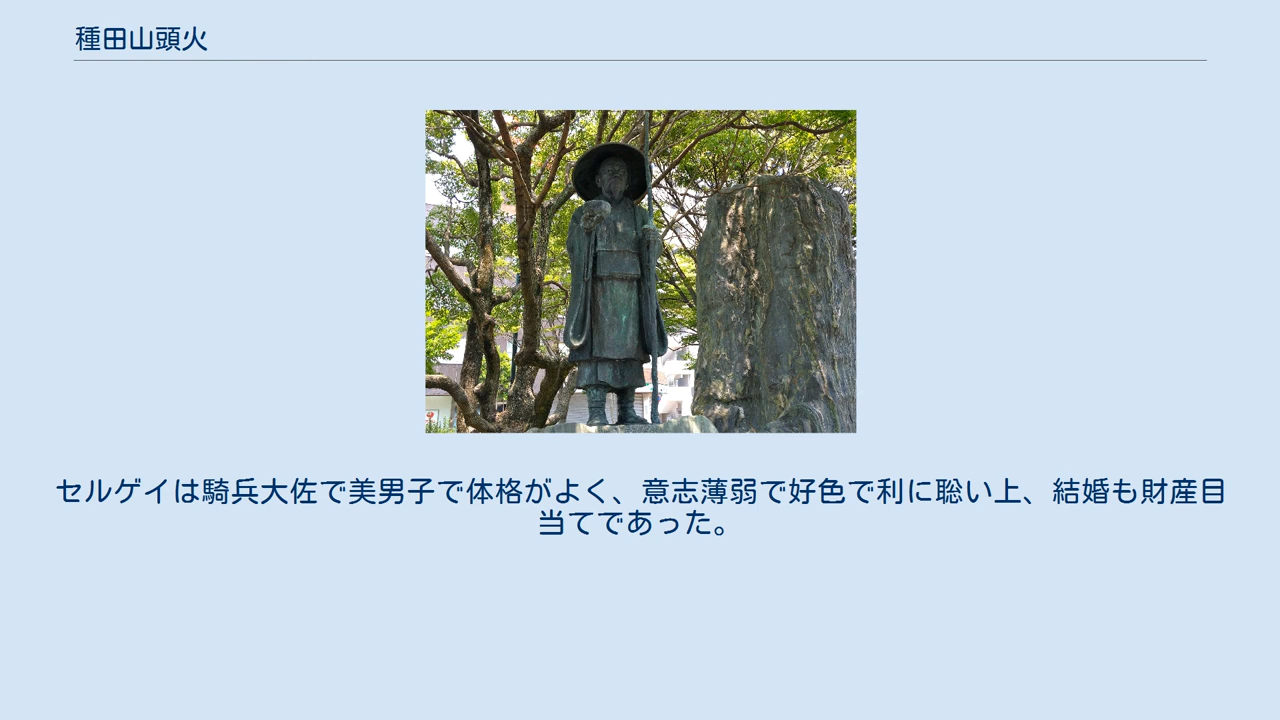 種田山頭火
セルゲイは騎兵大佐で美男子で体格がよく、意志薄弱で好色で利に聡い上、結婚も財産目
当てであった。